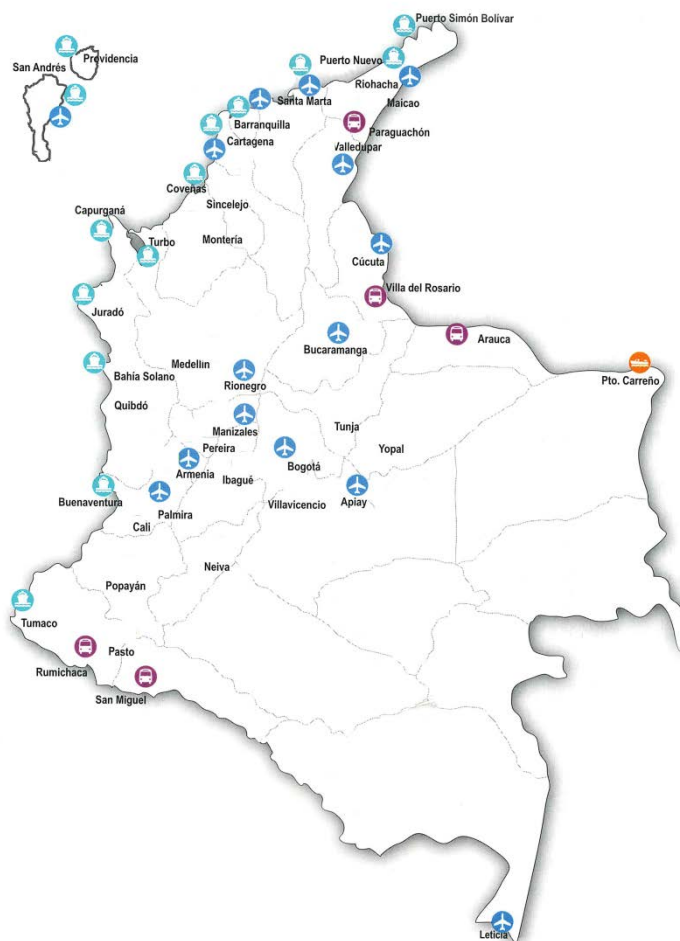 Puerto Simón Bolívar
Providencia
San Andrés
Puerto Nuevo
Riohacha
Santa Marta
Maicao
Barranquilla
Paraguachón
Cartagena
Valledupar
Coveñas
Sincelejo
Capurganá
Turbo
Montería
Cúcuta
Villa del Rosario
Juradó
Arauca
Bucaramanga
Medellin
Bahía Solano
Rionegro
Pto. Carreño
Quibdó
Manizales
Tunja
Pereira
Yopal
Armenia
Bogotá
Ibagué
Buenaventura
Villavicencio
Apiay
Palmira
Cali
Neiva
Popayán
Tumaco
Pasto
Rumichaca
San Miguel
Leticia